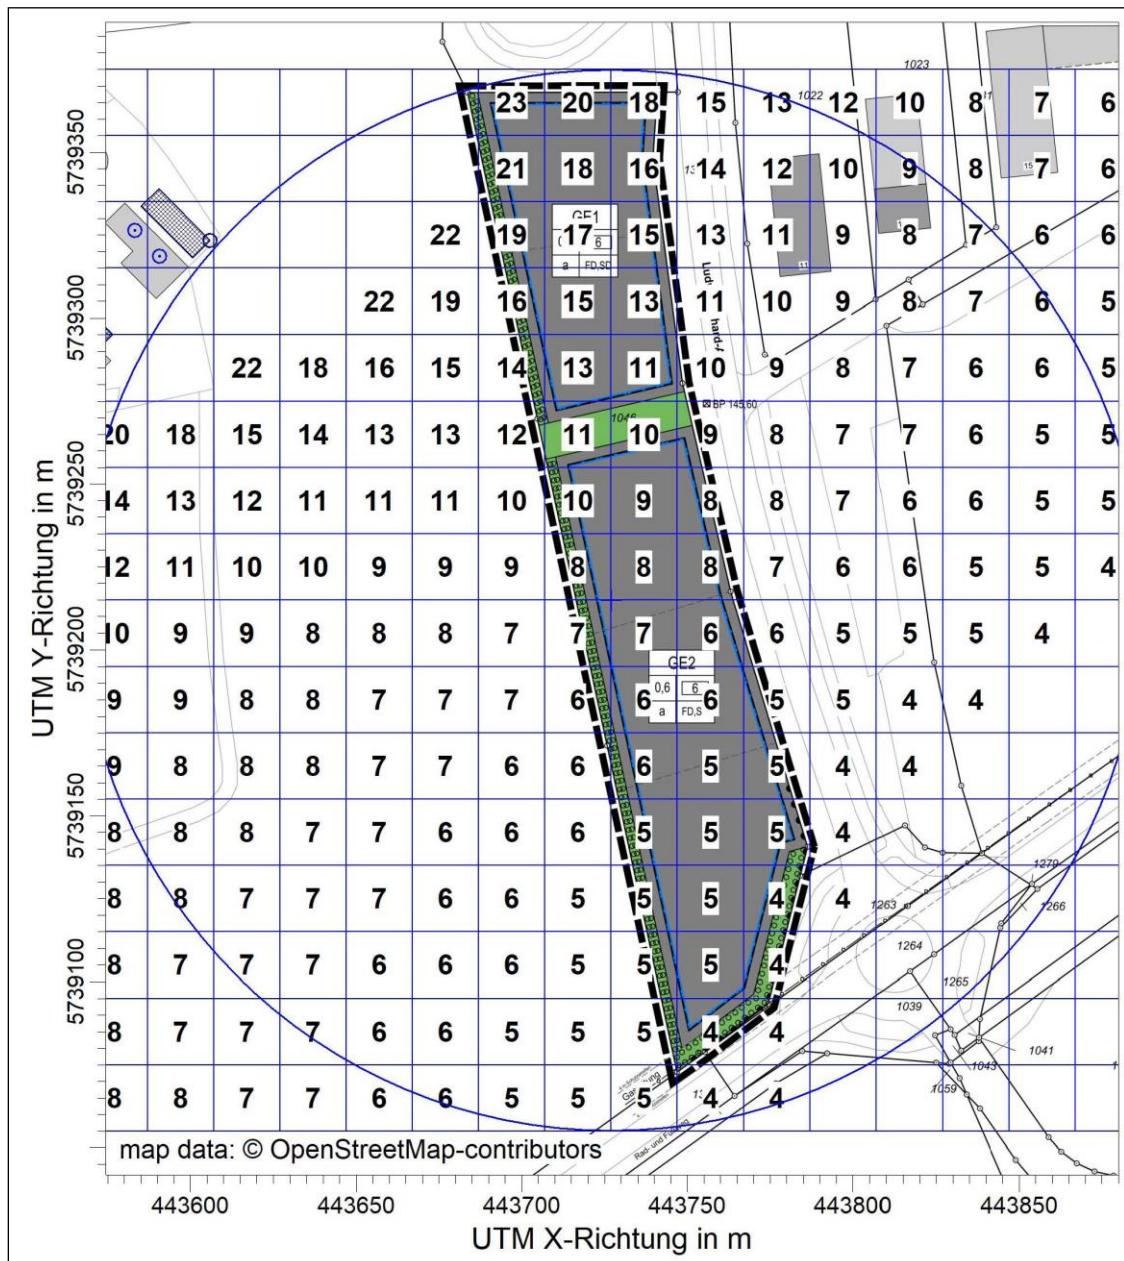 1023
23 20 18 15 13 1022 12 10 8 7 6
5739350
21 18 16 14 12 10 9 8 7 6
15
GE1
22 19 17 15 13 11 9 8 7 6 6
6
a FD,SD
11
5739300
22 19 16 15 13 11 10 9 8 7 6 5
22 18 16 15 14 13 11 10 9 8 7 6 6 5
BP 145,60
1046
20 18 15 14 13 13 12 11 10 9 8 7 7 6 5 5
5739250
14 13 12 11 11 11 10 10 9 8 8 7 6 6 5 5
12 11 10 10 9 9 9 8 8 8 7 6 6 5 5 4
5739200
10 9 9 8 8 8 7 7 7 6 6 5 5 5 4
GE2
0,6 6
9 9 8 8 7 7 7 6 6 6 5 5 4 4
a FD,S
9 8 8 8 7 7 6 6 6 5 5 4 4
5739150
8 8 8 7 7 6 6 6 5 5 5 4
1279
8 8 7 7 7 6 6 5 5 5 4 4 1263 1266
1264
5739100
8 7 7 7 6 6 6 5 5 5 4
1265
1039
8 7 7 7 6 6 5 5 5 4 4
1041
1043
1059
8 8 7 7 6 6 5 5 5 4 4
Rad- und
map data: © OpenStreetMap-contributors
443600 443650 443700 443750 443800 443850
UTM X-Richtung in m
UTM Y-Richtung in m